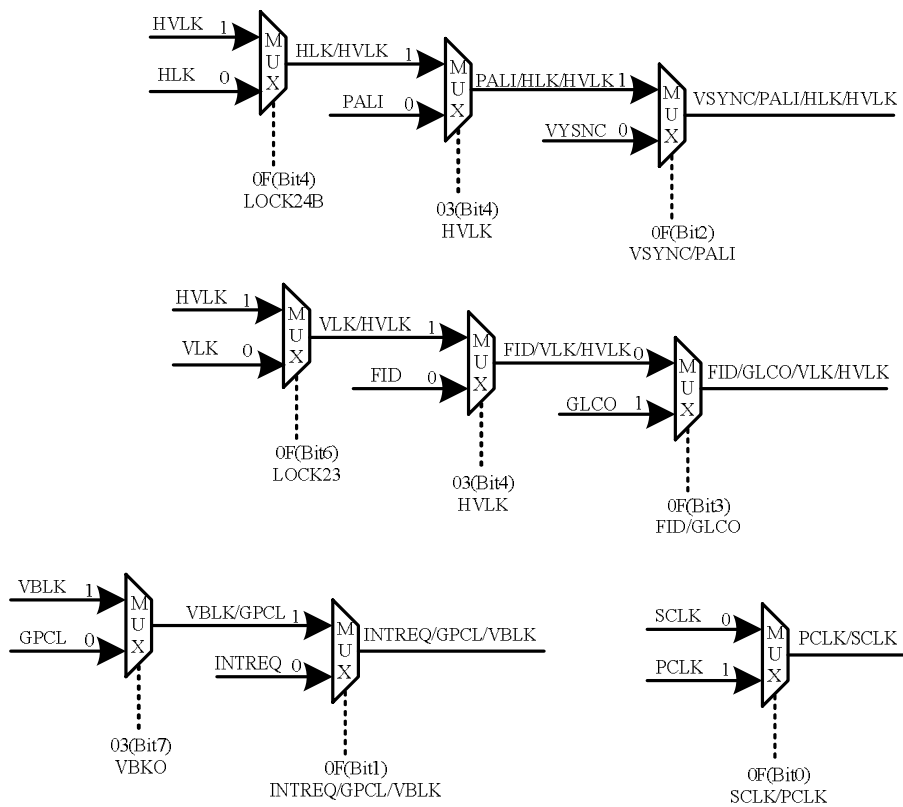 HVLK 1
HLK 0
MUX
HLK/HVLK 1
PALI 0
MUX
PALI/HLK/HVLK 1
VYSNC 0
MUX
VSYNC/PALI/HLK/HVLK
0F(Bit4)
LOCK24B
03(Bit4)
HVLK
0F(Bit2)
VSYNC/PALI
HVLK 1
VLK 0
MUX
VLK/HVLK 1
FID 0
MUX
FID/VLK/HVLK 0
GLCO 1
MUX
FID/GLCO/VLK/HVLK
0F(Bit6)
LOCK23
03(Bit4)
HVLK
0F(Bit3)
FID/GLCO
VBLK 1
GPCL 0
MUX
VBLK/GPCL 1
INTREQ 0
MUX
INTREQ/GPCL/VBLK
03(Bit7)
VBKO
0F(Bit1)
INTREQ/GPCL/VBLK
SCLK 0
PCLK 1
MUX
PCLK/SCLK
0F(Bit0)
SCLK/PCLK